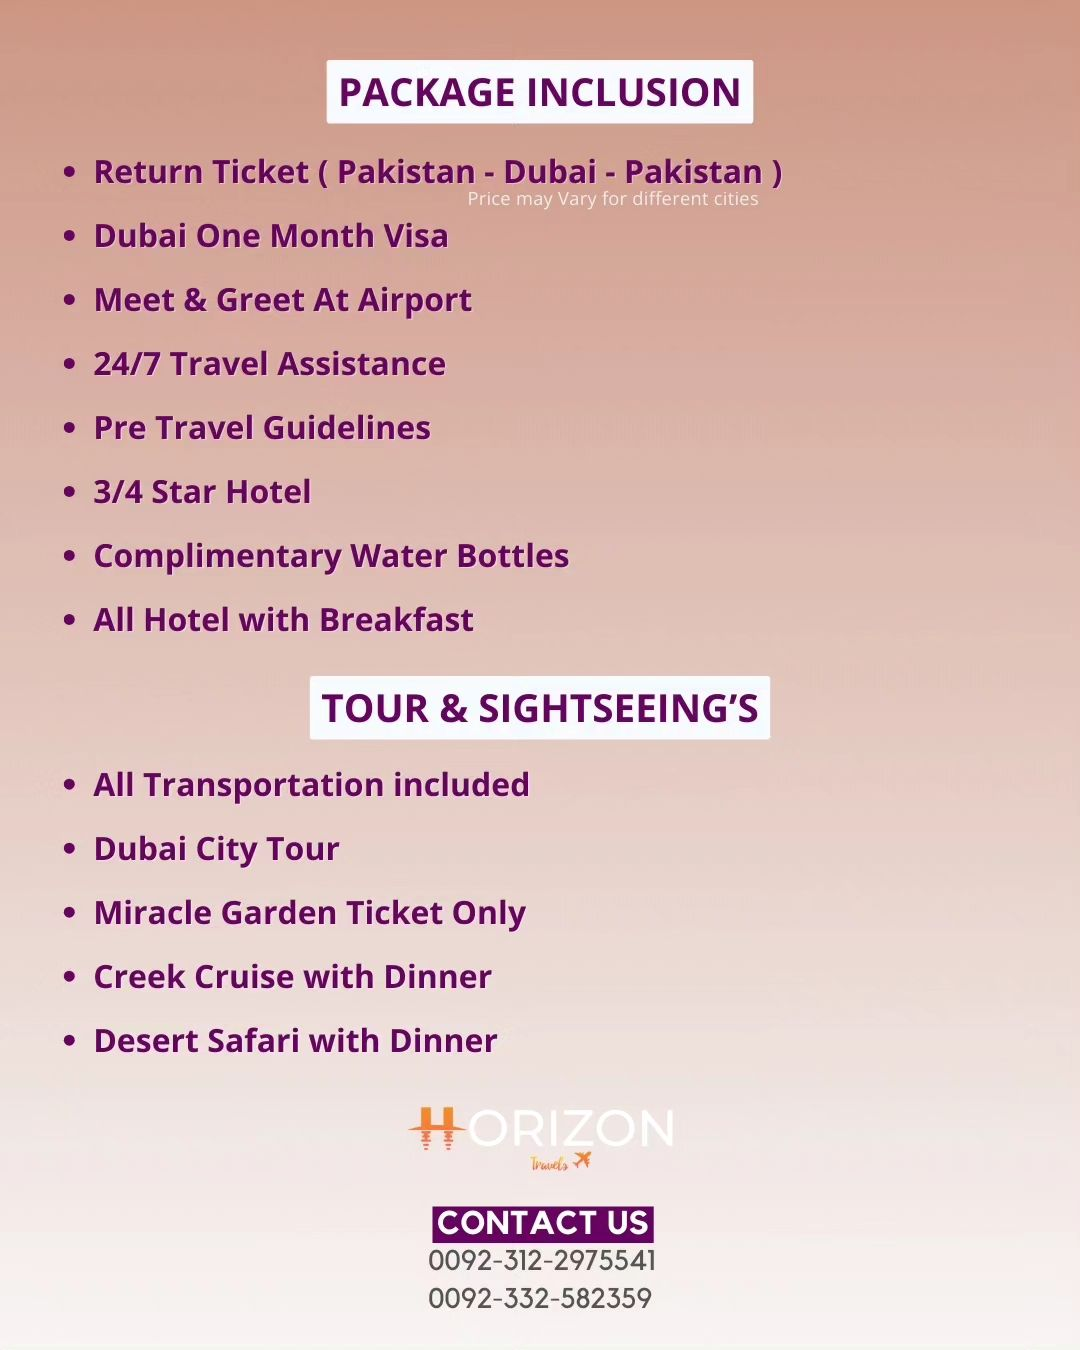 PACKAGE INCLUSION
• Return Ticket ( Pakistan - Dubai - Pakistan )
Price may Vary for different cities
• Dubai One Month Visa
• Meet & Greet At Airport
• 24/7 Travel Assistance
• Pre Travel Guidelines
• 3/4 Star Hotel
• Complimentary Water Bottles
• All Hotel with Breakfast
TOUR & SIGHTSEEING’S
• All Transportation included
• Dubai City Tour
• Miracle Garden Ticket Only
• Creek Cruise with Dinner
• Desert Safari with Dinner
HORIZON
Travels
CONTACT US
0092-312-2975541
0092-332-582359